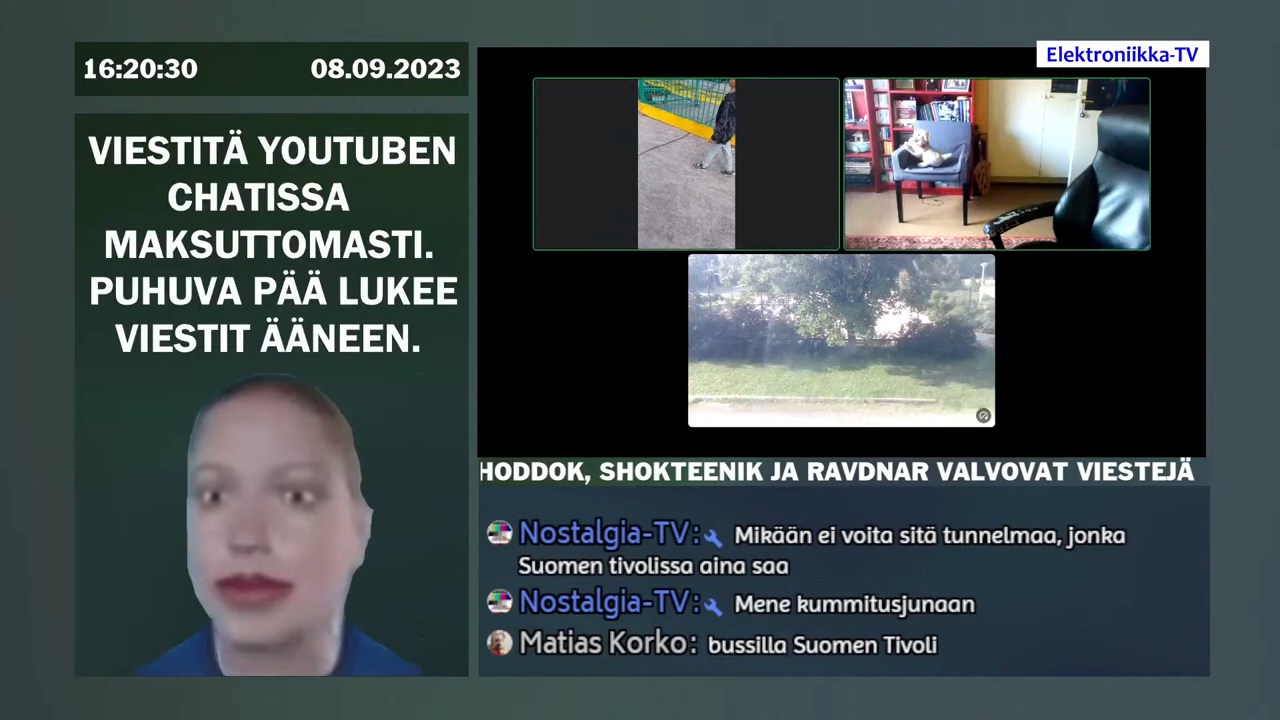 16:20:30 08.09.2023
VIESTITÄ YOUTUBEN
CHATISSA
MAKSUTTOMASTI.
PUHUVA PÄÄ LUKEE
VIESTIT ÄÄNEEN.
Elektroniikka-TV
HODDOK, SHOKTEENIK JA RAVDNAR VALVOVAT VIESTEJÄ
Nostalgia-TV: Mikään ei voita sitä tunnelmaa, jonka
Suomen tivolissa aina saa
Nostalgia-TV: Mene kummitusjunaan
Matias Korko: bussilla Suomen Tivoli